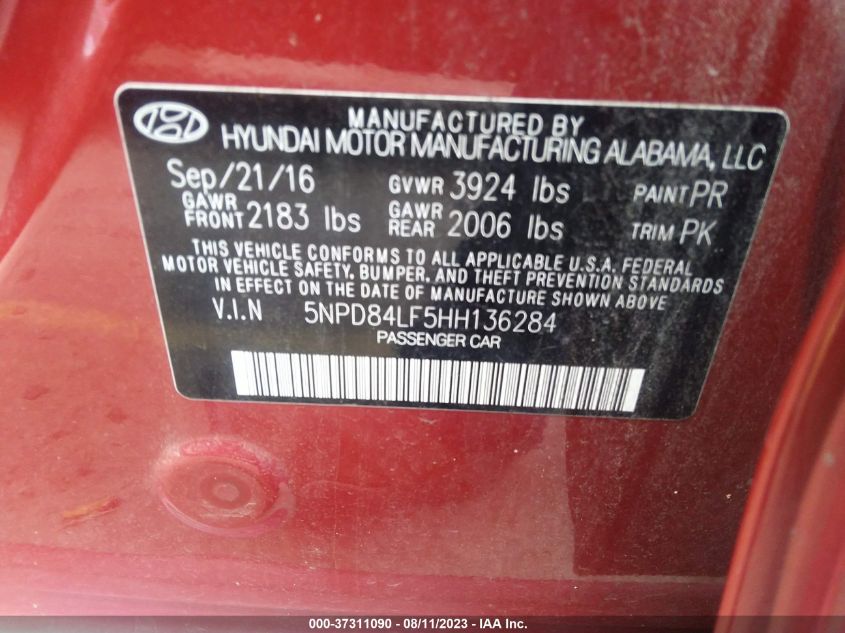 MANUFACTURED BY
HYUNDAI MOTOR MANUFACTURING ALABAMA, LLC
Sep/21/16 GVWR 3924 lbs PAINT PR
GAWR FRONT 2183 lbs GAWR REAR 2006 lbs TRIM PK
THIS VEHICLE CONFORMS TO ALL APPLICABLE U.S.A. FEDERAL
MOTOR VEHICLE SAFETY, BUMPER, AND THEFT PREVENTION STANDARDS
IN EFFECT ON THE DATE OF MANUFACTURE SHOWN ABOVE
V.I.N 5NPD84LF5HH136284
PASSENGER CAR
000-37311090 - 08/11/2023 - IAA Inc.